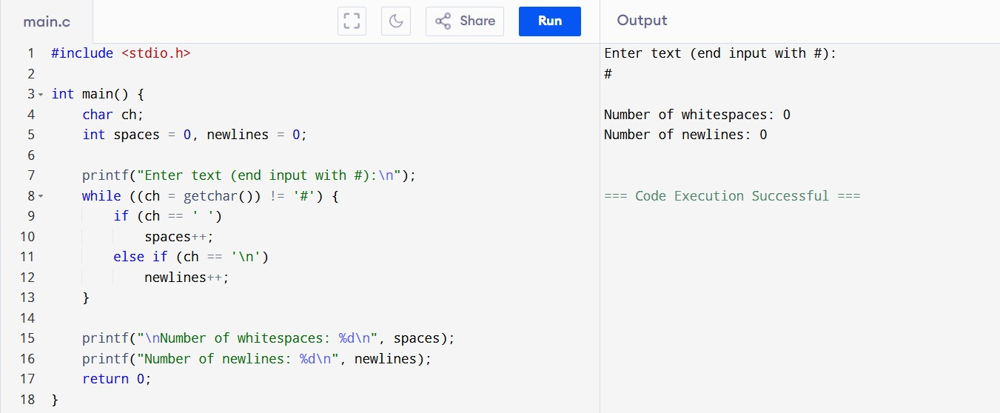 main.c
Share
Run
Output
1 #include <stdio.h>
2
3 int main() {
4     char ch;
5     int spaces = 0, newlines = 0;
6
7     printf("Enter text (end input with #):\n");
8     while ((ch = getchar()) != '#') {
9         if (ch == ' ')
10             spaces++;
11         else if (ch == '\n')
12             newlines++;
13     }
14
15     printf("\nNumber of whitespaces: %d\n", spaces);
16     printf("Number of newlines: %d\n", newlines);
17     return 0;
18 }
Enter text (end input with #):
#
Number of whitespaces: 0
Number of newlines: 0
=== Code Execution Successful ===